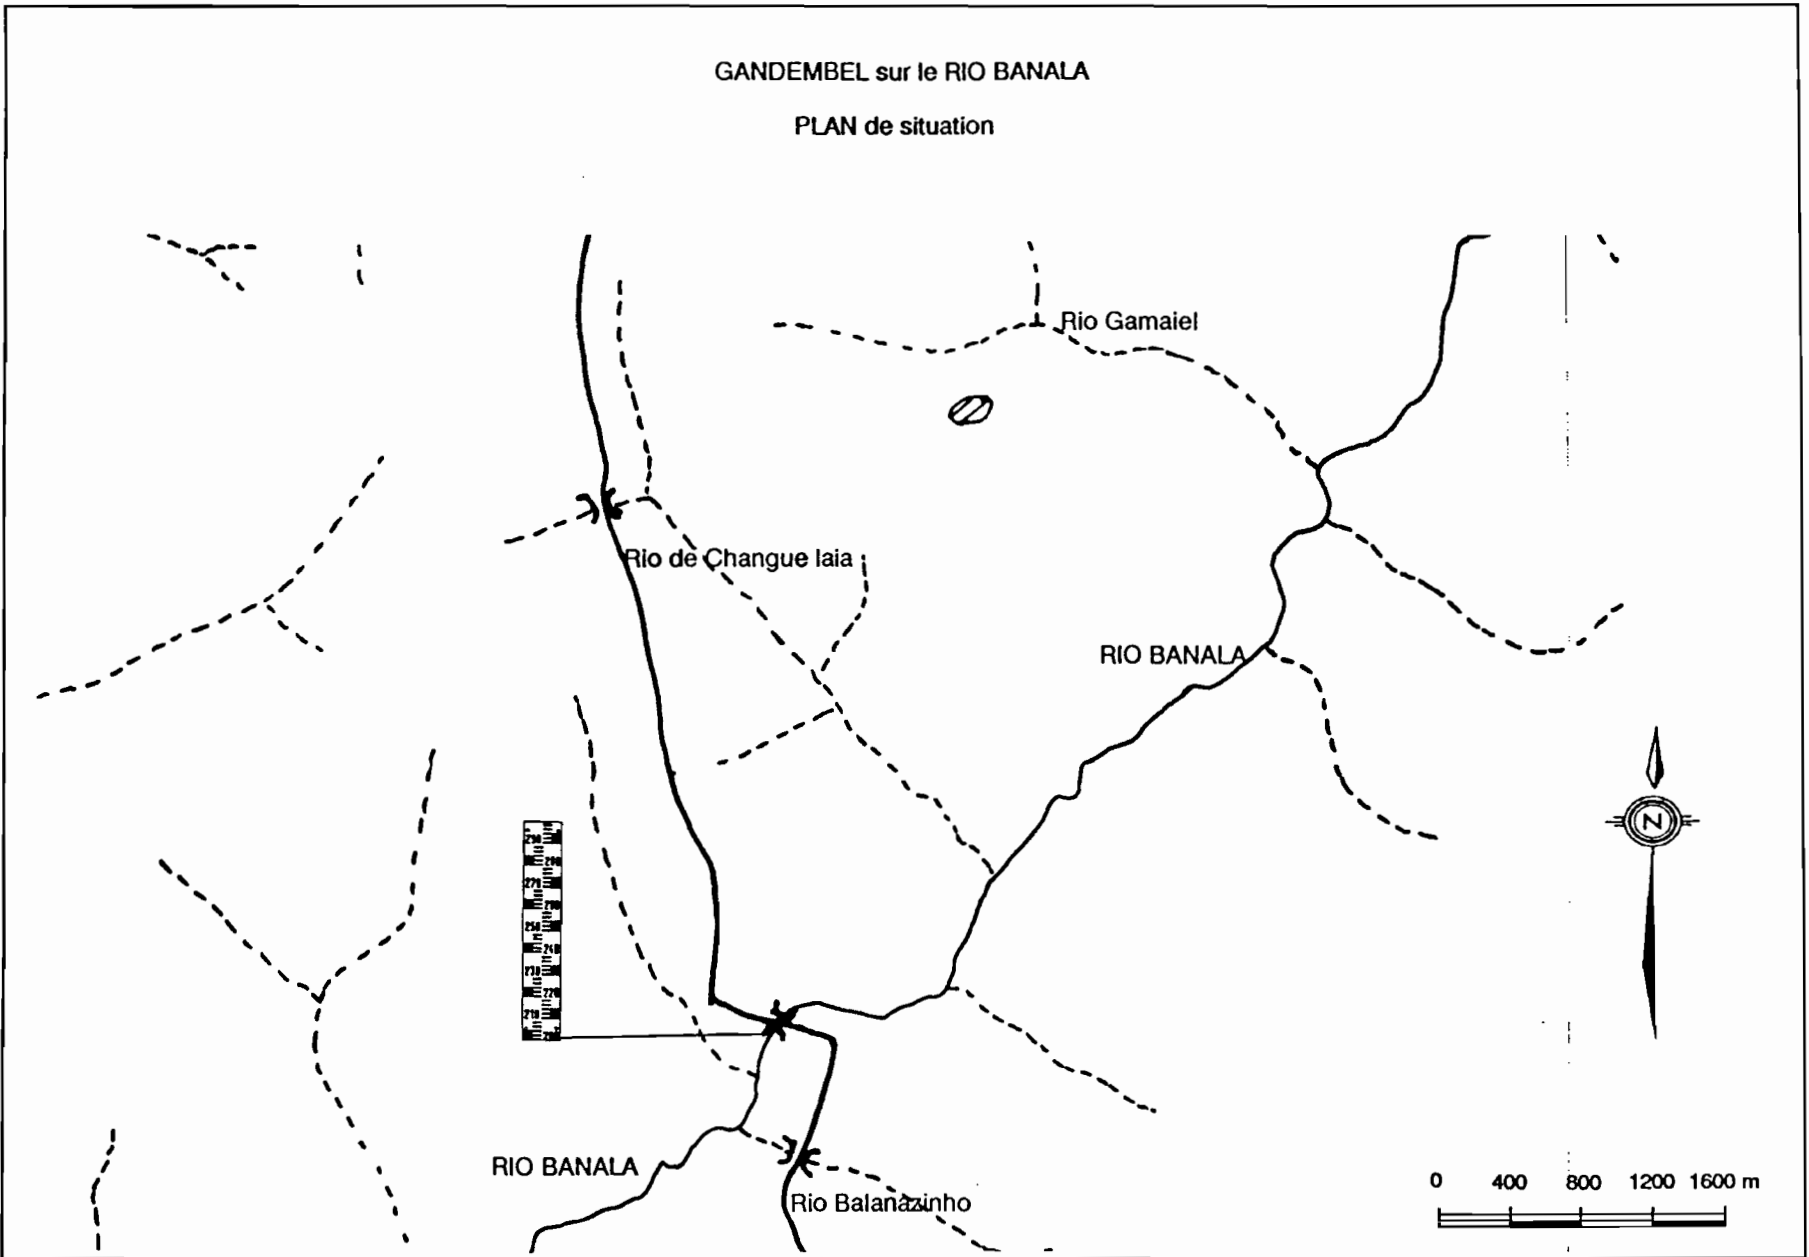 GANDEMBEL sur le RIO BANALA
PLAN de situation
Rio Gamaiel
Rio de Changue Iaia
RIO BANALA
N
RIO BANALA
Rio Balanazinho
0 400 800 1200 1600 m